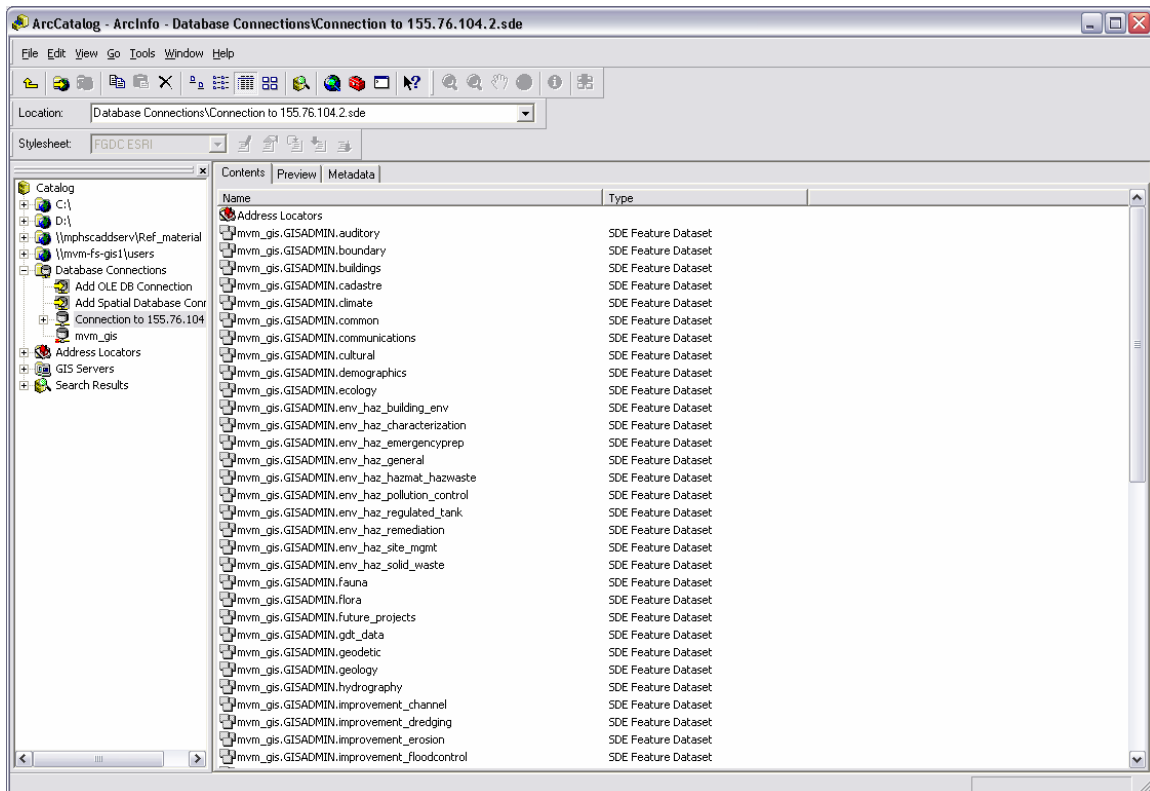 ArcCatalog - ArcInfo - Database Connections\Connection to 155.76.104.2.sde
File Edit View Go Tools Window Help
Location: Database Connections\Connection to 155.76.104.2.sde
Stylesheet: FGDC ESRI
Catalog
C:\
D:\
\\mphscaddserv\Ref_material
\\mvm-fs-gis1\users
Database Connections
Add OLE DB Connection
Add Spatial Database Conr
Connection to 155.76.104
mvm_gis
Address Locators
GIS Servers
Search Results
Contents Preview Metadata
Name Type
Address Locators
mvm_gis.GISADMIN.auditory SDE Feature Dataset
mvm_gis.GISADMIN.boundary SDE Feature Dataset
mvm_gis.GISADMIN.buildings SDE Feature Dataset
mvm_gis.GISADMIN.cadastre SDE Feature Dataset
mvm_gis.GISADMIN.climate SDE Feature Dataset
mvm_gis.GISADMIN.common SDE Feature Dataset
mvm_gis.GISADMIN.communications SDE Feature Dataset
mvm_gis.GISADMIN.cultural SDE Feature Dataset
mvm_gis.GISADMIN.demographics SDE Feature Dataset
mvm_gis.GISADMIN.ecology SDE Feature Dataset
mvm_gis.GISADMIN.env_haz_building_env SDE Feature Dataset
mvm_gis.GISADMIN.env_haz_characterization SDE Feature Dataset
mvm_gis.GISADMIN.env_haz_emergencyprep SDE Feature Dataset
mvm_gis.GISADMIN.env_haz_general SDE Feature Dataset
mvm_gis.GISADMIN.env_haz_hazmat_hazwaste SDE Feature Dataset
mvm_gis.GISADMIN.env_haz_pollution_control SDE Feature Dataset
mvm_gis.GISADMIN.env_haz_regulated_tank SDE Feature Dataset
mvm_gis.GISADMIN.env_haz_remediation SDE Feature Dataset
mvm_gis.GISADMIN.env_haz_site_mgmt SDE Feature Dataset
mvm_gis.GISADMIN.env_haz_solid_waste SDE Feature Dataset
mvm_gis.GISADMIN.fauna SDE Feature Dataset
mvm_gis.GISADMIN.flora SDE Feature Dataset
mvm_gis.GISADMIN.future_projects SDE Feature Dataset
mvm_gis.GISADMIN.gdt_data SDE Feature Dataset
mvm_gis.GISADMIN.geodetic SDE Feature Dataset
mvm_gis.GISADMIN.geology SDE Feature Dataset
mvm_gis.GISADMIN.hydrography SDE Feature Dataset
mvm_gis.GISADMIN.improvement_channel SDE Feature Dataset
mvm_gis.GISADMIN.improvement_dredging SDE Feature Dataset
mvm_gis.GISADMIN.improvement_erosion SDE Feature Dataset
mvm_gis.GISADMIN.improvement_floodcontrol SDE Feature Dataset